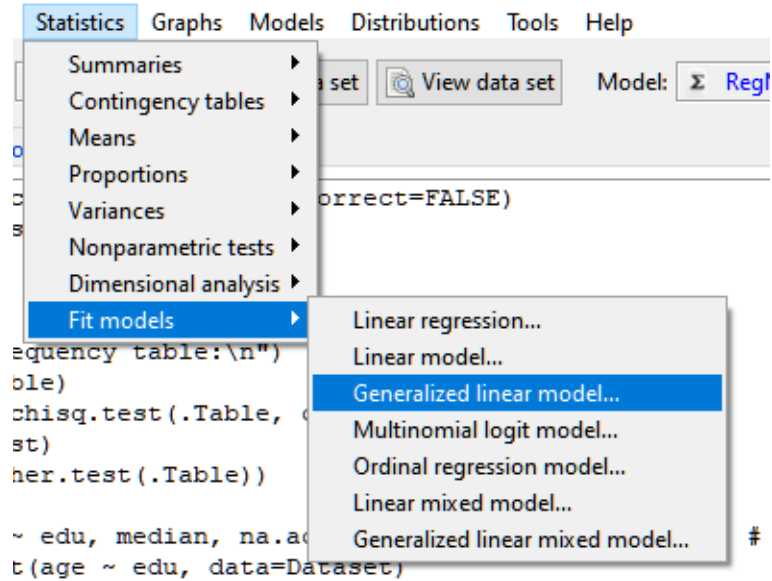 Statistics Graphs Models Distributions Tools Help
set View data set Model: Σ
Summaries
Contingency tables
Means
Proportions
Variances
Nonparametric tests
Dimensional analysis
Fit models
orrect=FALSE)
Linear regression...
Linear model...
Generalized linear model...
Multinomial logit model...
Ordinal regression model...
Linear mixed model...
Generalized linear mixed model...
equency table:\n")
ble)
chisq.test(.Table,
st)
her.test(.Table))
~ edu, median, #
t(age ~ edu, data=Dataset)